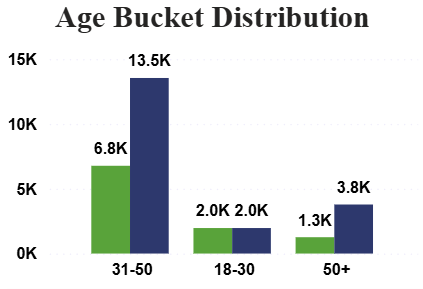 Age Bucket Distribution
15K
13.5K
10K
6.8K
5K
3.8K
2.0K 2.0K
1.3K
0K
31-50 18-30 50+